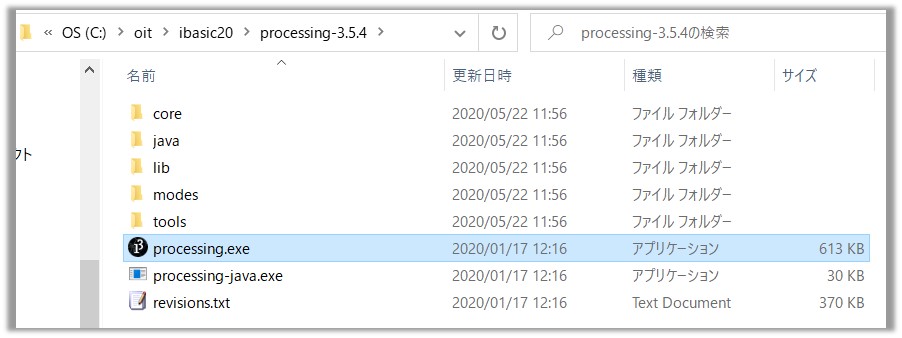 « OS (C:) › oit › ibasic20 › processing-3.5.4 › processing-3.5.4の検索
名前 更新日時 種類 サイズ
core 2020/05/22 11:56 ファイル フォルダー
java 2020/05/22 11:56 ファイル フォルダー
lib 2020/05/22 11:56 ファイル フォルダー
modes 2020/05/22 11:56 ファイル フォルダー
tools 2020/05/22 11:56 ファイル フォルダー
processing.exe 2020/01/17 12:16 アプリケーション 613 KB
processing-java.exe 2020/01/17 12:16 アプリケーション 30 KB
revisions.txt 2020/01/17 12:16 Text Document 370 KB